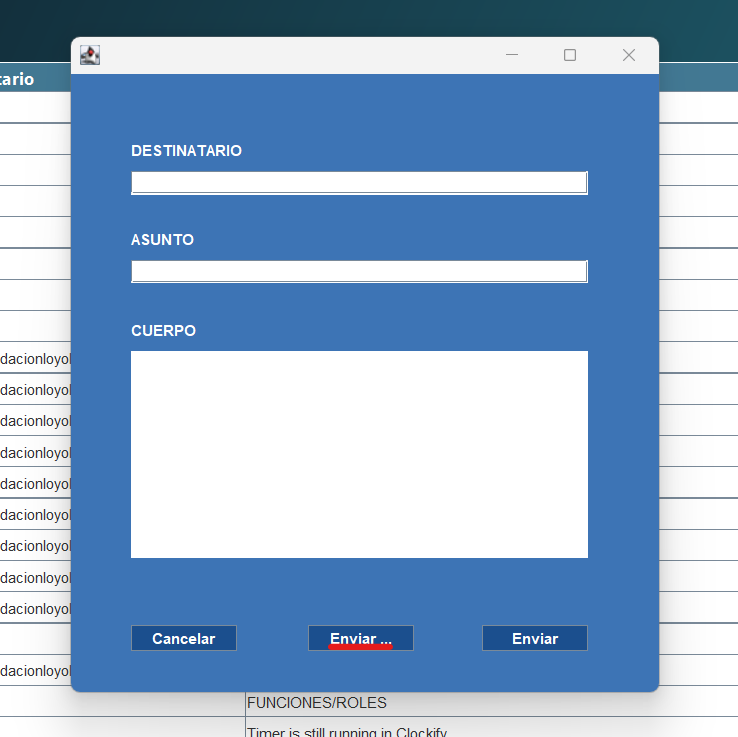 tario
DESTINATARIO
ASUNTO
CUERPO
dacionloyol
dacionloyol
dacionloyol
dacionloyol
dacionloyol
dacionloyol
dacionloyol
dacionloyol
dacionloyol
dacionloyol
Cancelar
Enviar ...
Enviar
FUNCIONES/ROLES
Timer is still running in Clockify